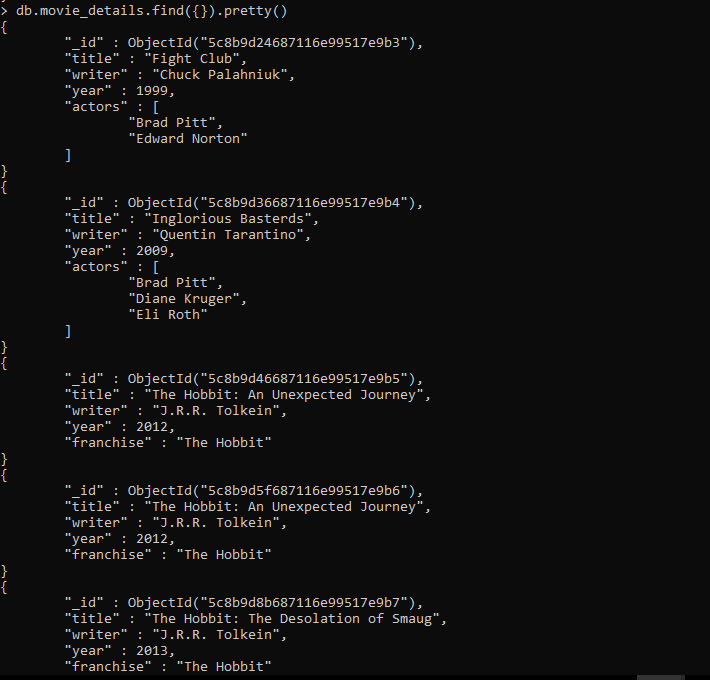 > db.movie_details.find({}).pretty()
{
        "_id" : ObjectId("5c8b9d24687116e99517e9b3"),
        "title" : "Fight Club",
        "writer" : "Chuck Palahniuk",
        "year" : 1999,
        "actors" : [
                "Brad Pitt",
                "Edward Norton"
        ]
}
{
        "_id" : ObjectId("5c8b9d36687116e99517e9b4"),
        "title" : "Inglorious Basterds",
        "writer" : "Quentin Tarantino",
        "year" : 2009,
        "actors" : [
                "Brad Pitt",
                "Diane Kruger",
                "Eli Roth"
        ]
}
{
        "_id" : ObjectId("5c8b9d46687116e99517e9b5"),
        "title" : "The Hobbit: An Unexpected Journey",
        "writer" : "J.R.R. Tolkein",
        "year" : 2012,
        "franchise" : "The Hobbit"
}
{
        "_id" : ObjectId("5c8b9d5f687116e99517e9b6"),
        "title" : "The Hobbit: An Unexpected Journey",
        "writer" : "J.R.R. Tolkein",
        "year" : 2012,
        "franchise" : "The Hobbit"
}
{
        "_id" : ObjectId("5c8b9d8b687116e99517e9b7"),
        "title" : "The Hobbit: The Desolation of Smaug",
        "writer" : "J.R.R. Tolkein",
        "year" : 2013,
        "franchise" : "The Hobbit"